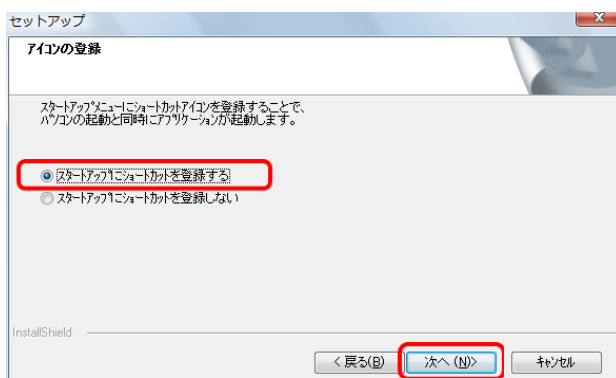 セットアップ
アイコンの登録
スタートアップメニューにショートカットアイコンを登録することで、
パソコンの起動と同時にアプリケーションが起動します。
スタートアップにショートカットを登録する
スタートアップにショートカットを登録しない
InstallShield
< 戻る(B)
次へ (N)>
キャンセル